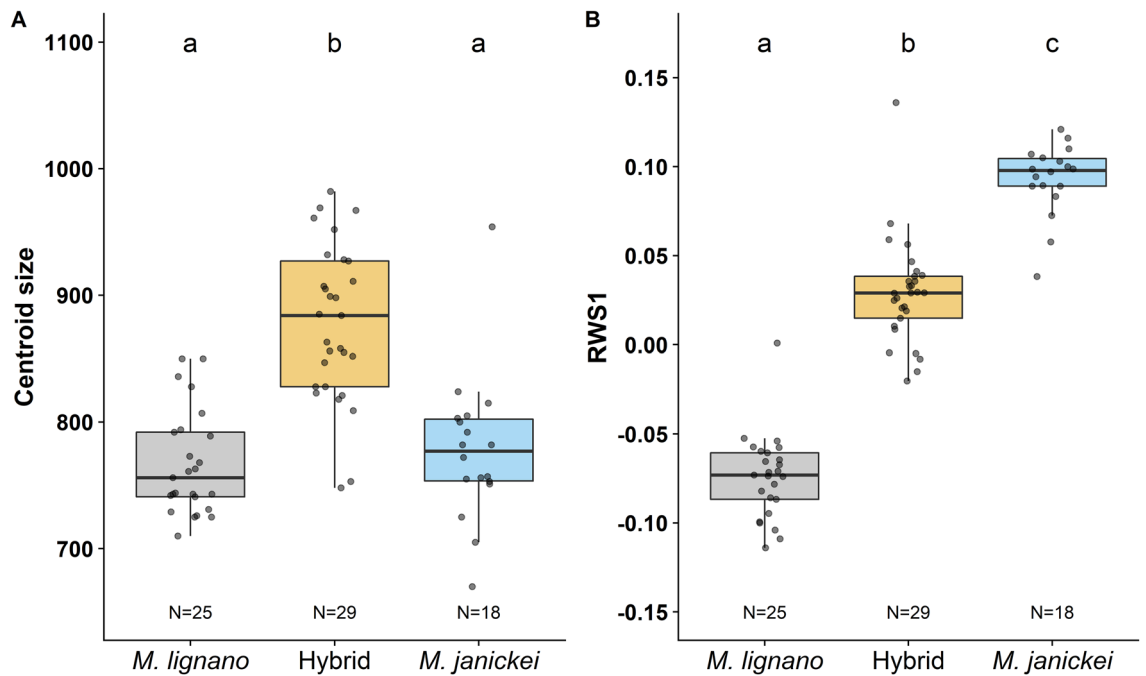 A
Centroid size
1100
1000
900
800
700
a b a
N=25 N=29 N=18
M. lignano Hybrid M. janickei
B
RWS1
0.15
0.10
0.05
0.00
-0.05
-0.10
-0.15
a b c
N=25 N=29 N=18
M. lignano Hybrid M. janickei